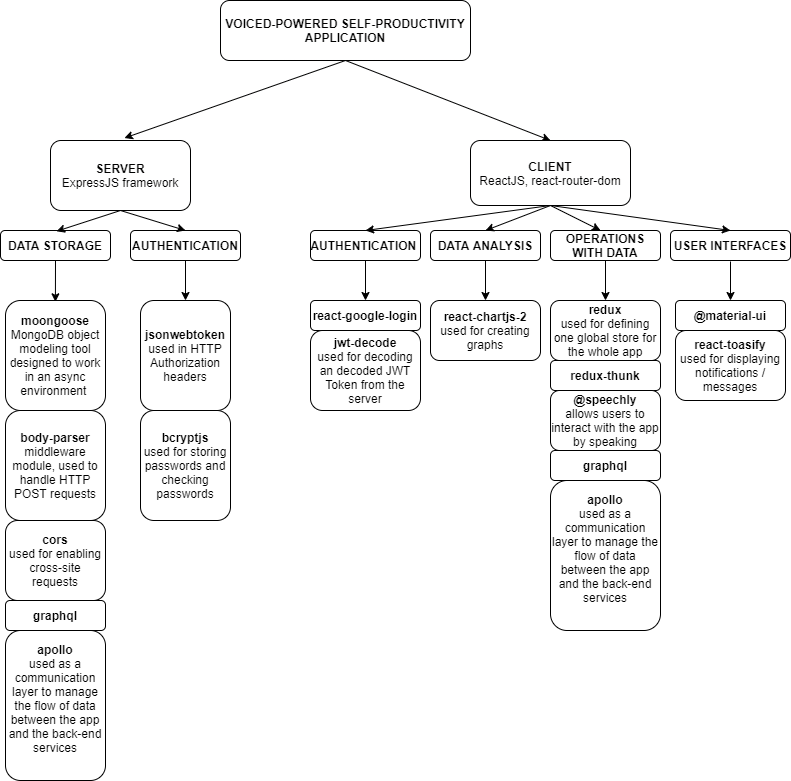 VOICED-POWERED SELF-PRODUCTIVITY
APPLICATION
SERVER
ExpressJS framework
CLIENT
ReactJS, react-router-dom
DATA STORAGE
AUTHENTICATION
AUTHENTICATION
DATA ANALYSIS
OPERATIONS
WITH DATA
USER INTERFACES
moongoose
MongoDB object
modeling tool
designed to work
in an async
environment
body-parser
middleware
module, used to
handle HTTP
POST requests
cors
used for enabling
cross-site
requests
graphql
apollo
used as a
communication
layer to manage
the flow of data
between the app
and the back-end
services
jsonwebtoken
used in HTTP
Authorization
headers
bcryptjs
used for storing
passwords and
checking
passwords
react-google-login
jwt-decode
used for decoding
an decoded JWT
Token from the
server
react-chartjs-2
used for creating
graphs
redux
used for defining
one global store for
the whole app
redux-thunk
@speechly
allows users to
interact with the app
by speaking
graphql
apollo
used as a
communication
layer to manage the
flow of data
between the app
and the back-end
services
@material-ui
react-toasify
used for displaying
notifications /
messages